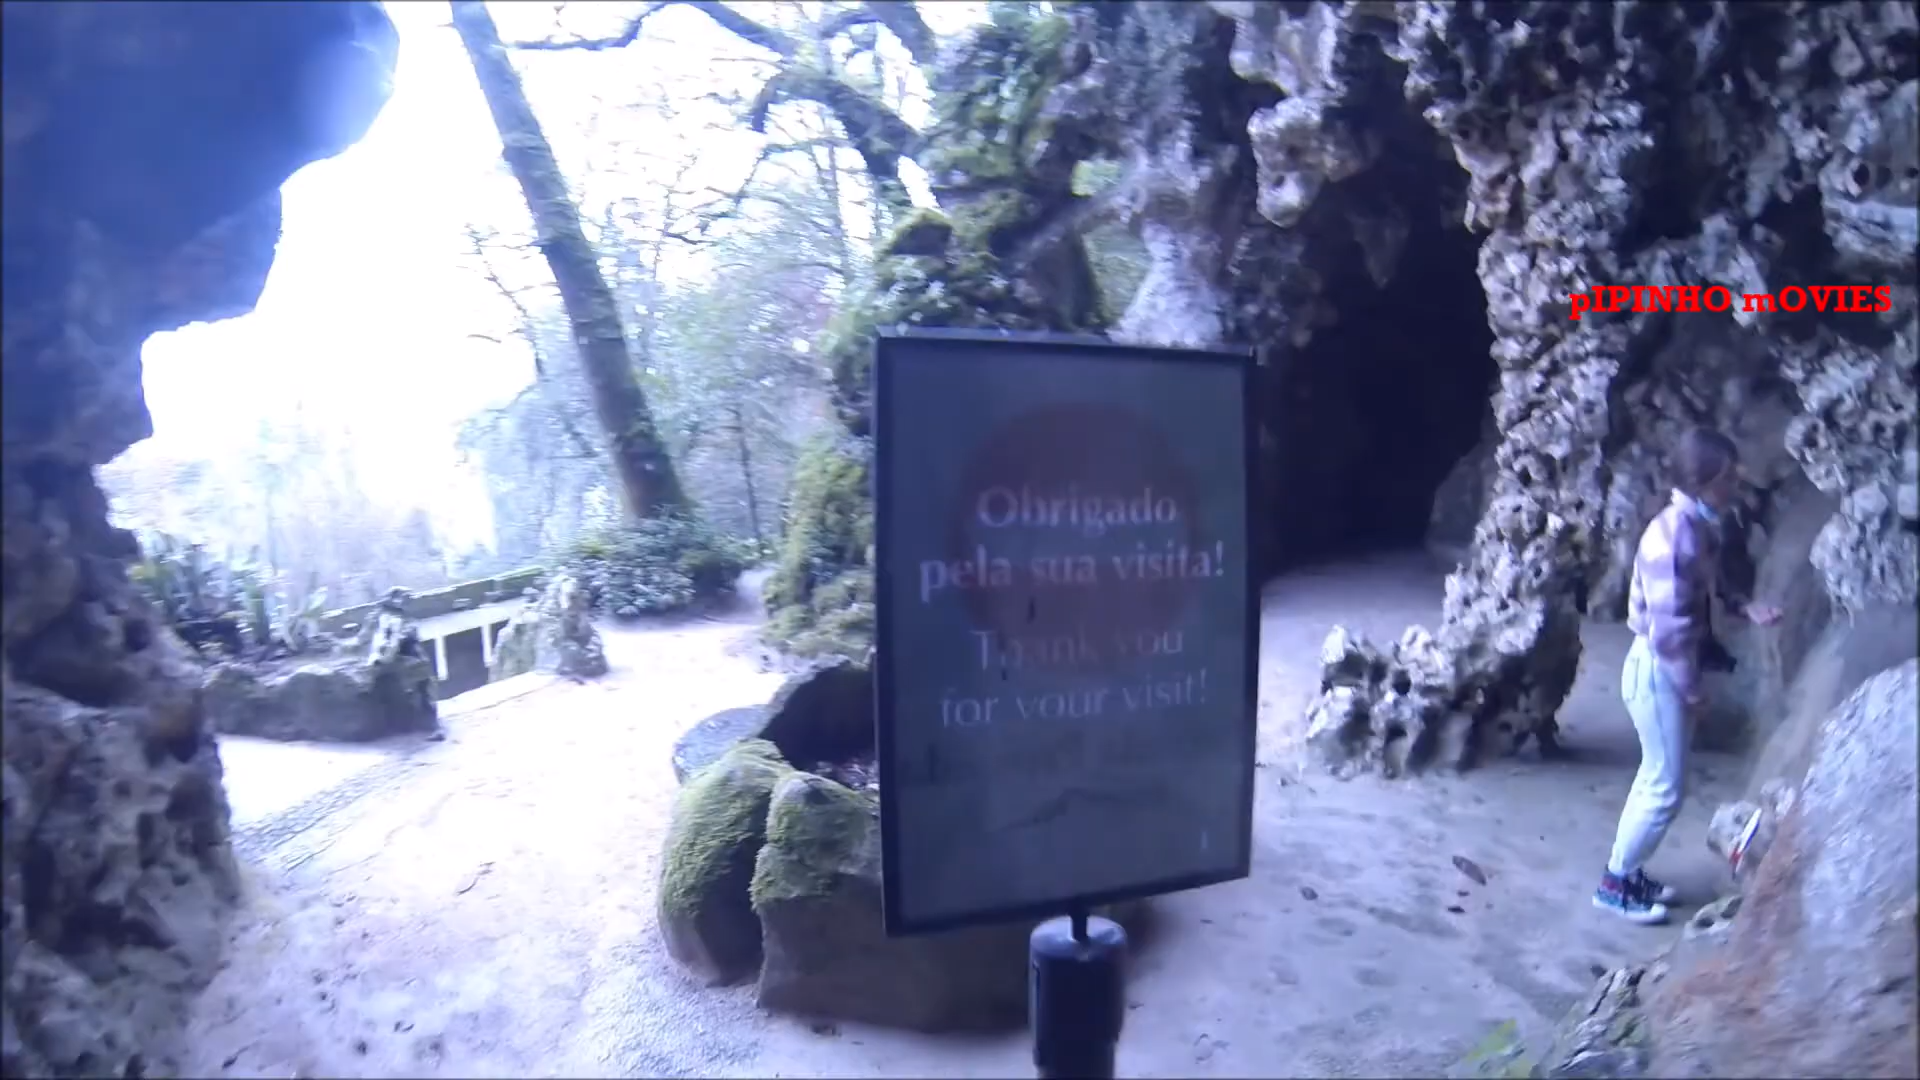 pIPINHO mOVIES
Obrigado
pela sua visita!
Thank you
for your visit!